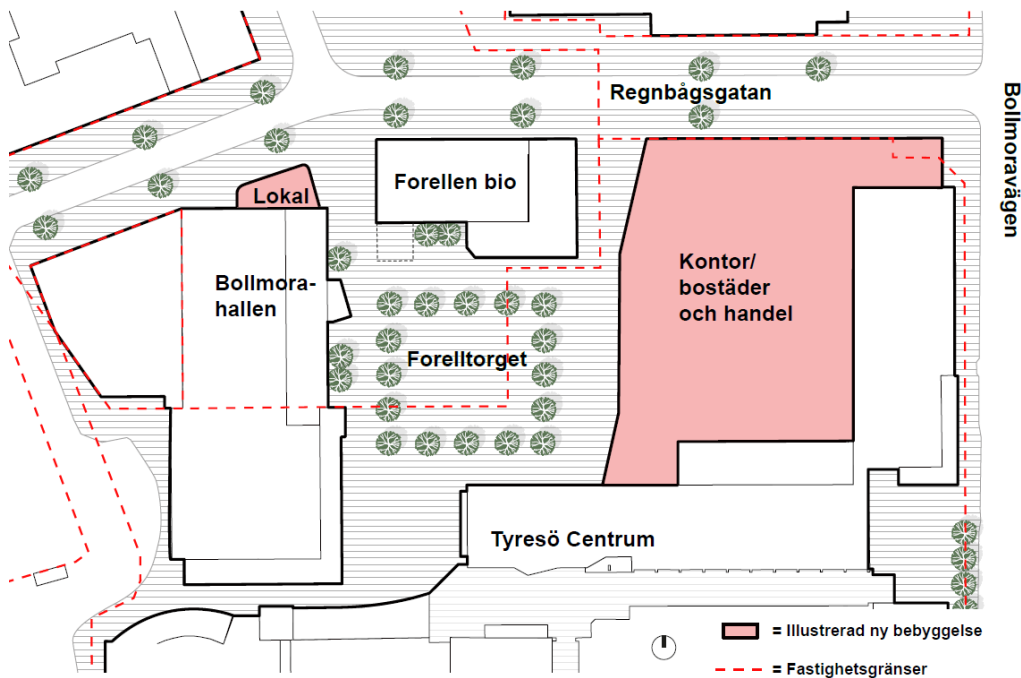 Regnbågsgatan
Bollmoravägen
Forellen bio
Lokal
Bollmora-
hallen
Kontor/
bostäder
och handel
Forelltorget
Tyresö Centrum
= Illustrerad ny bebyggelse
= Fastighetsgränser